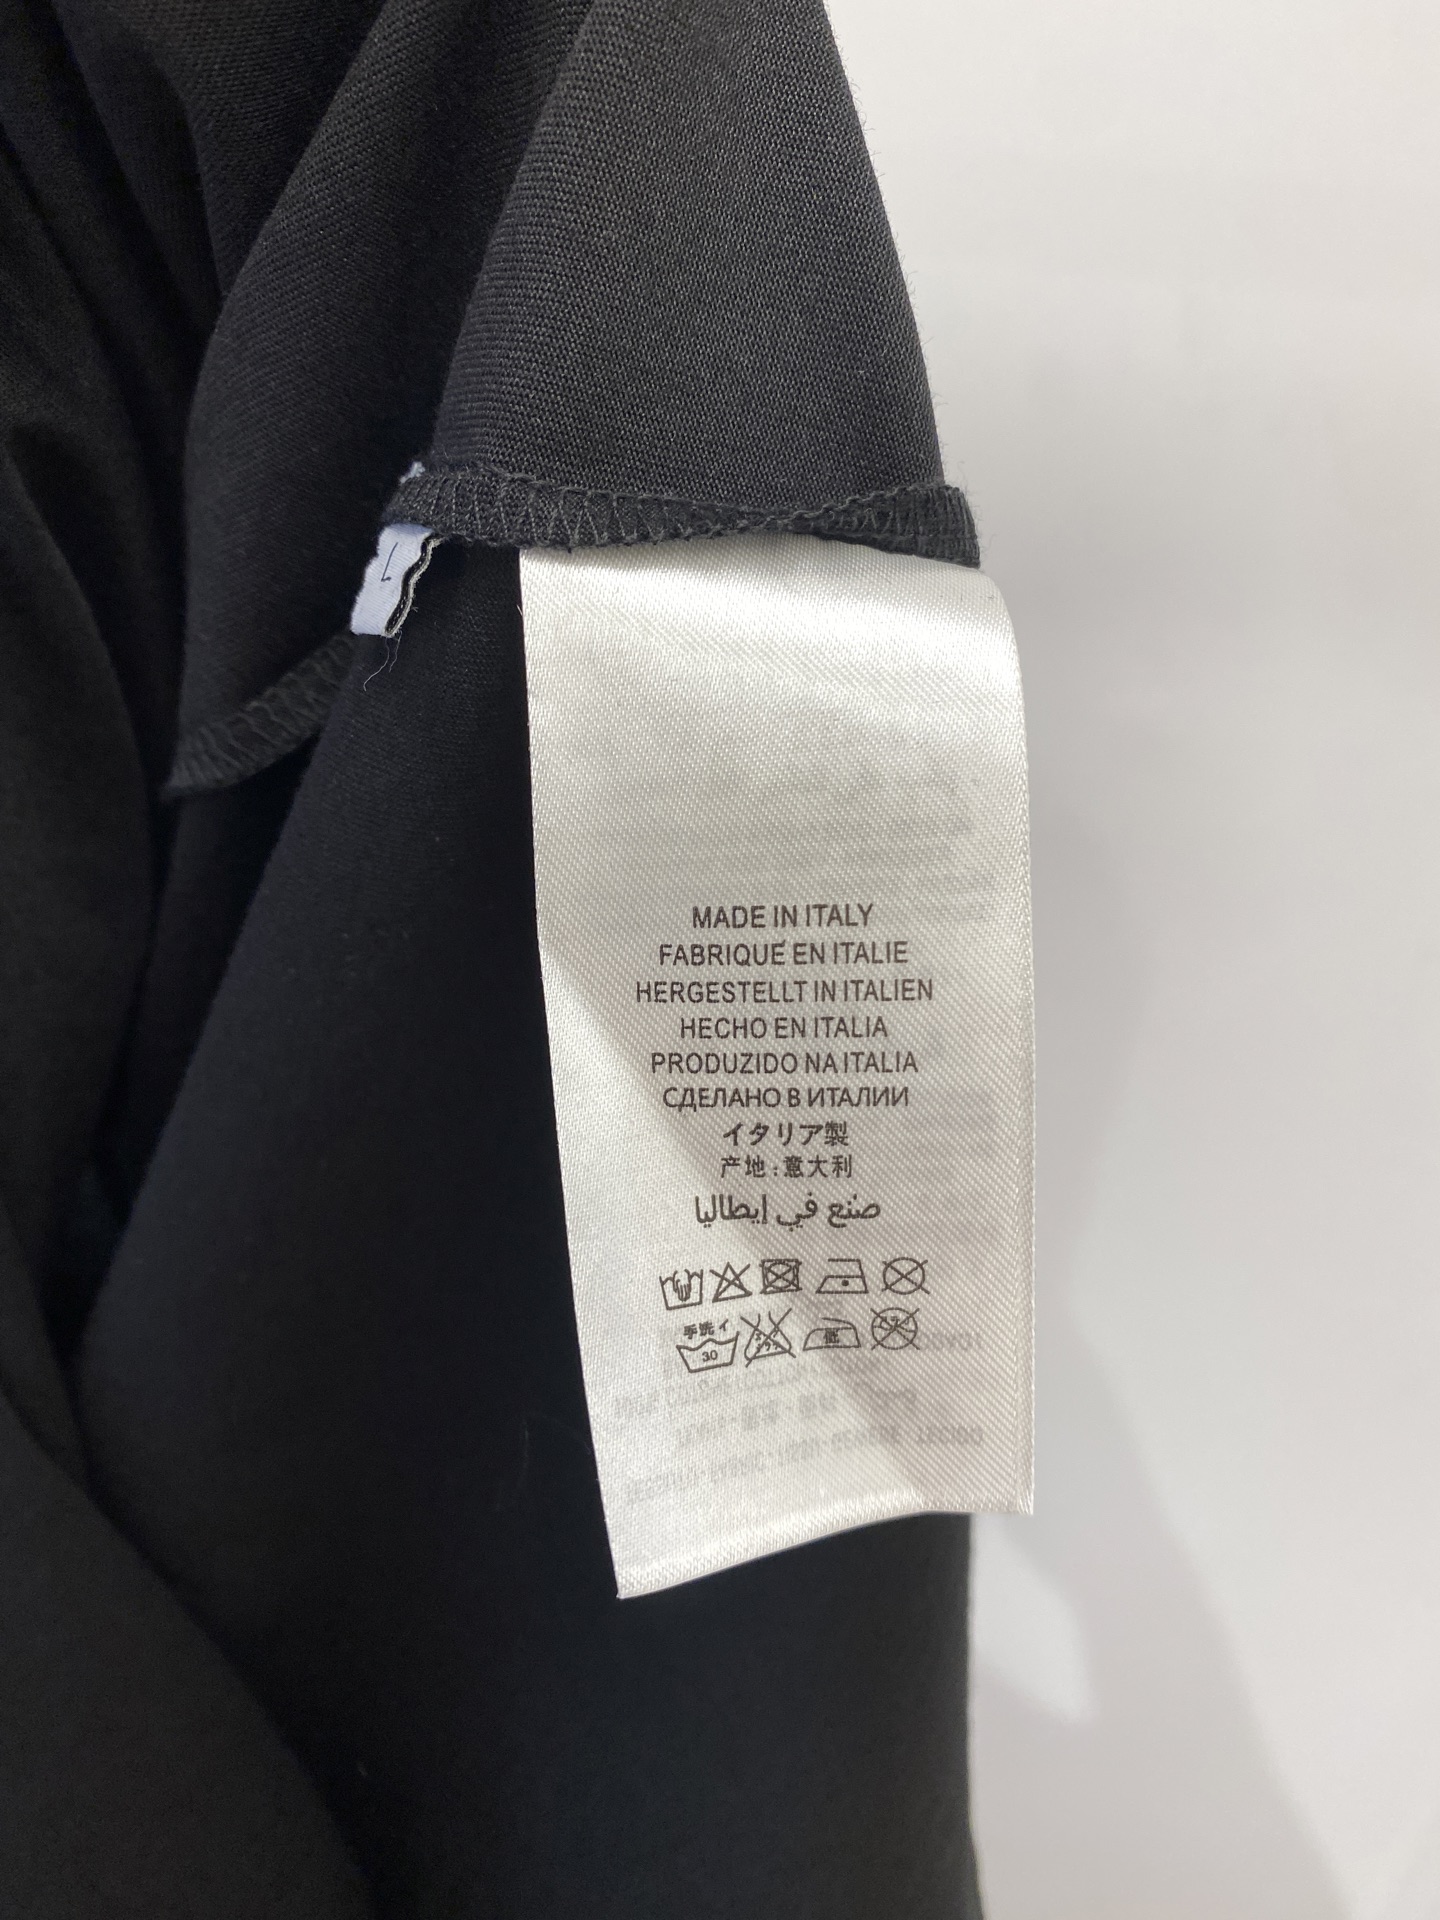 MADE IN ITALY
FABRIQUÉ EN ITALIE
HERGESTELLT IN ITALIEN
HECHO EN ITALIA
PRODUZIDO NA ITALIA
СДЕЛАНО В ИТАЛИИ
イタリア製
产地:意大利
صنع في إيطاليا
手洗イ
30
低